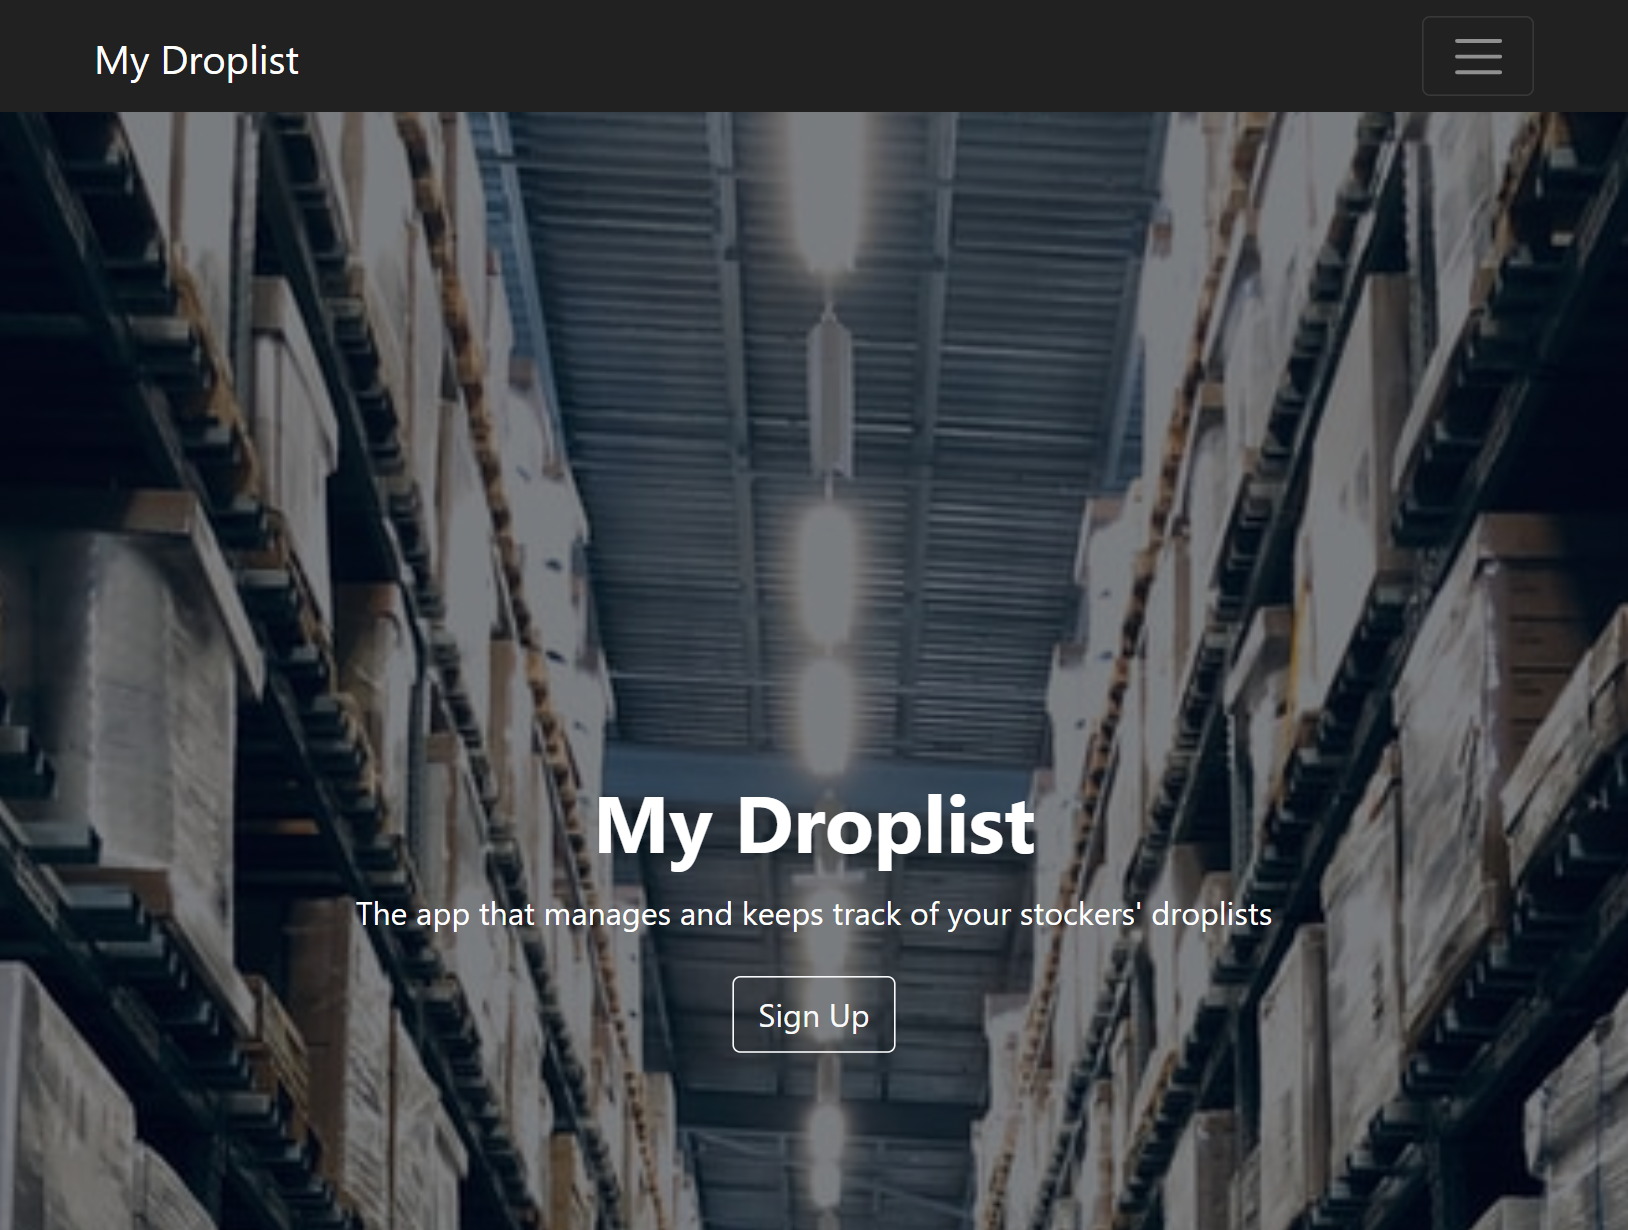 My Droplist
My Droplist
The app that manages and keeps track of your stockers' droplists
Sign Up